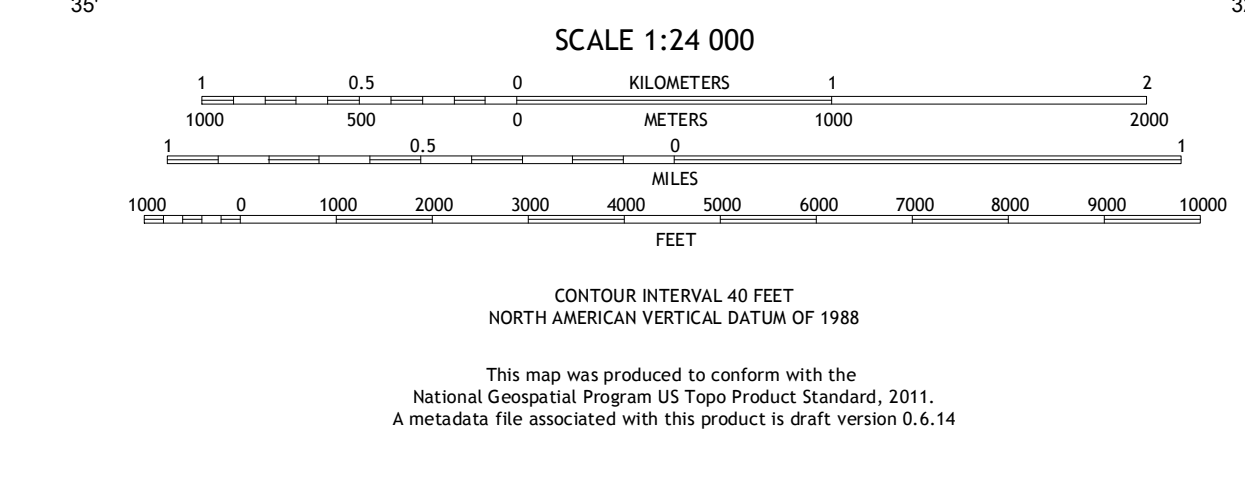 35'
SCALE 1:24 000
1 0.5 0 KILOMETERS 1 2
1000 500 0 METERS 1000 2000
1 0.5 0 1
MILES
1000 0 1000 2000 3000 4000 5000 6000 7000 8000 9000 10000
FEET
CONTOUR INTERVAL 40 FEET
NORTH AMERICAN VERTICAL DATUM OF 1988
This map was produced to conform with the
National Geospatial Program US Topo Product Standard, 2011.
A metadata file associated with this product is draft version 0.6.14